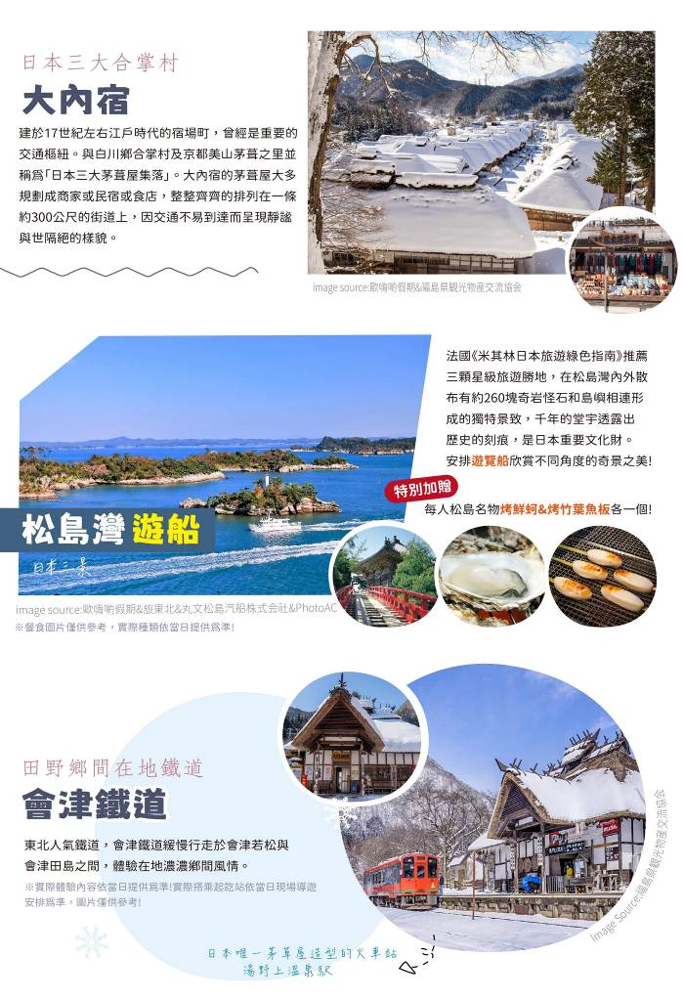 日本三大合掌村
大內宿
建於17世紀左右江戶時代的宿場町，曾經是重要的
交通樞紐。與白川鄉合掌村及京都美山茅葺之里並
稱為「日本三大茅葺屋集落」。大內宿的茅葺屋大多
規劃成商家或民宿或食店，整整齊齊的排列在一條
約300公尺的街道上，因交通不易到達而呈現靜謐
與世隔絕的樣貌。
image source:歐嗨喲假期&福島県観光物産交流協会
法國《米其林日本旅遊綠色指南》推薦
三顆星級旅遊勝地，在松島灣內外散
布有約260塊奇岩怪石和島嶼相連形
成的獨特景致，千年的堂宇透露出
歷史的刻痕，是日本重要文化財。
安排遊覽船欣賞不同角度的奇景之美!
特別加贈
每人松島名物烤鮮蚵&烤竹葉魚板各一個!
松島灣 遊船
日本三景
image source:歐嗨喲假期&旅東北&丸文松島汽船株式会社&PhotoAC
※餐食圖片僅供參考，實際種類依當日提供為準!
田野鄉間在地鐵道
會津鐵道
東北人氣鐵道，會津鐵道緩慢行走於會津若松與
會津田島之間，體驗在地濃濃鄉間風情。
※實際體驗內容依當日提供為準!實際搭乘起訖站依當日現場導遊
安排為準，圖片僅供參考!
Image Source:福島県観光物産交流協会
日本唯一茅草屋造型的火車站
湯野上溫泉駅